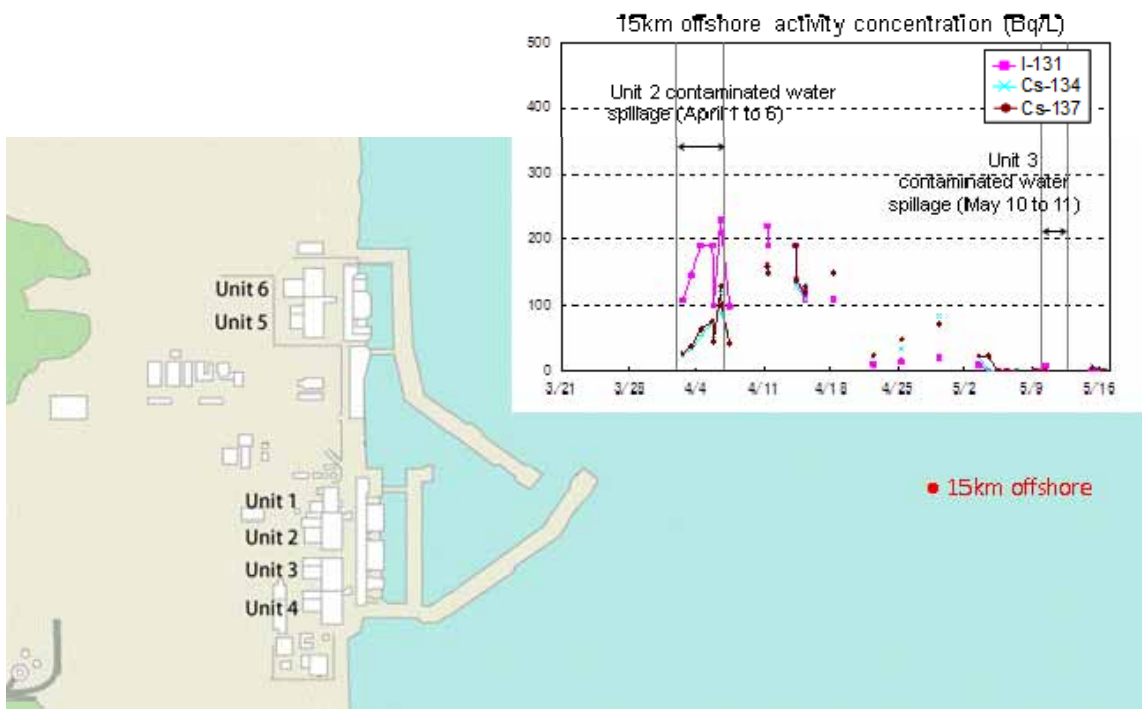 15km offshore activity concentration (Bq/L)
500
400
300
200
100
0
I-131
Cs-134
Cs-137
Unit 2 contaminated water
spillage (April 1 to 6)
Unit 3
contaminated water
spillage (May 10 to 11)
3/21 3/28 4/4 4/11 4/18 4/25 5/2 5/9 5/16
Unit 6
Unit 5
Unit 1
Unit 2
Unit 3
Unit 4
15km offshore